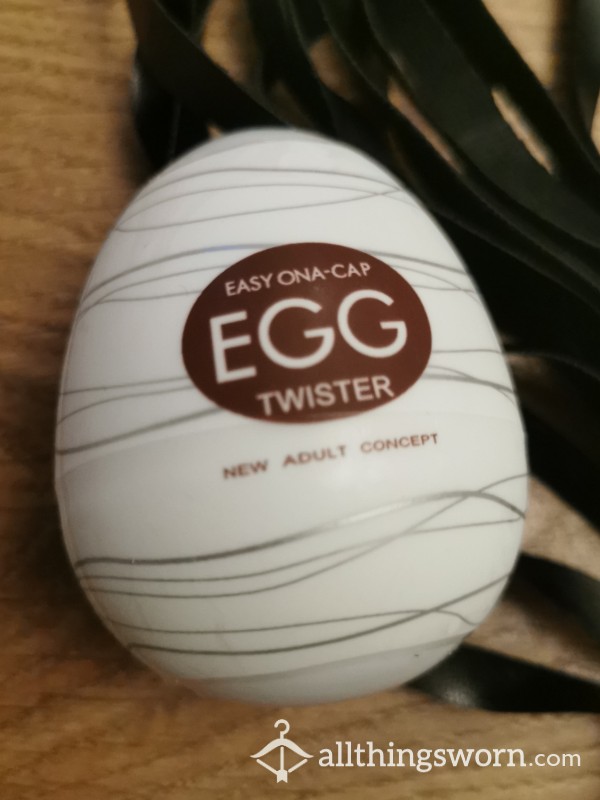 EASY ONA-CAP
EGG
TWISTER
NEW ADULT CONCEPT
allthingsworn.com